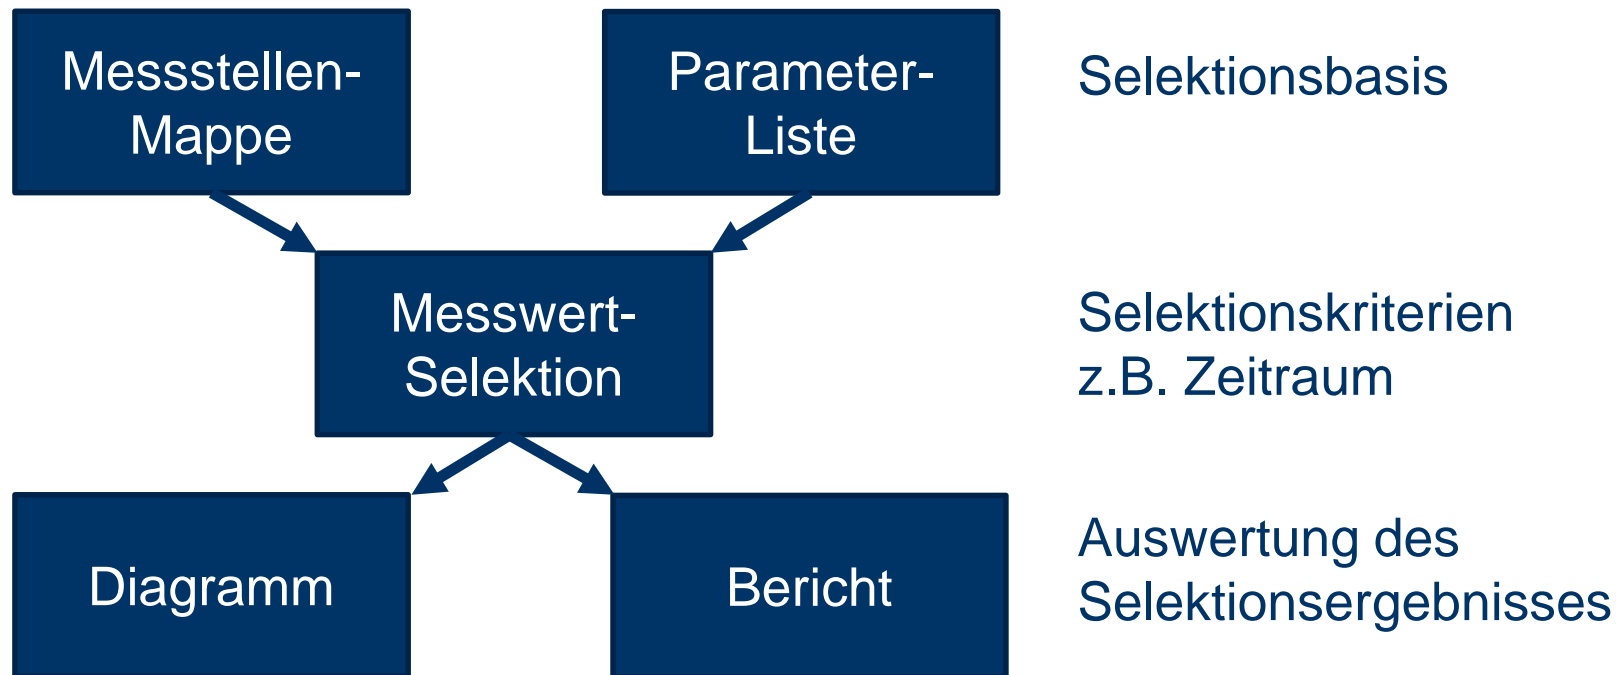 Messstellen-
Mappe
Parameter-
Liste
Selektionsbasis
Messwert-
Selektion
Selektionskriterien
z.B. Zeitraum
Diagramm
Bericht
Auswertung des
Selektionsergebnisses